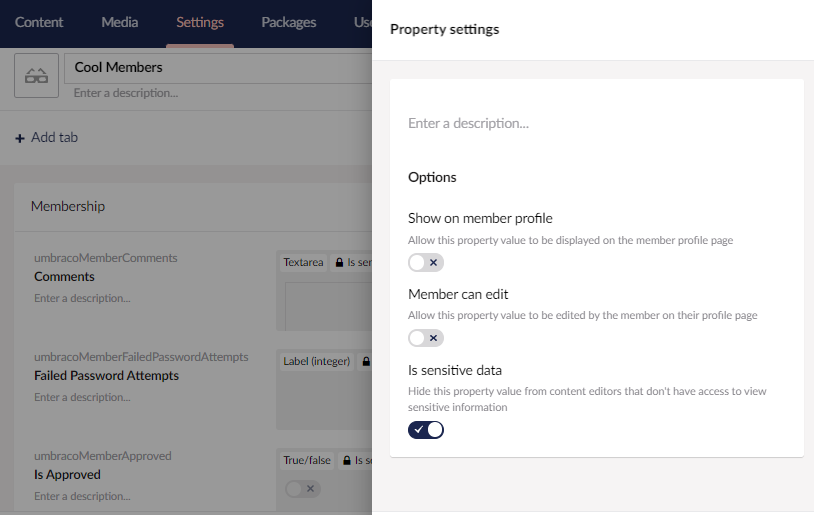 Content Media Settings Packages
Property settings
Cool Members
Enter a description...
Add tab
Membership
umbracoMemberComments
Comments
Enter a description...
Textarea Is
umbracoMemberFailedPasswordAttempts
Failed Password Attempts
Enter a description...
Label (integer)
umbracoMemberApproved
Is Approved
Enter a description...
True/false Is
Enter a description...
Options
Show on member profile
Allow this property value to be displayed on the member profile page
Member can edit
Allow this property value to be edited by the member on their profile page
Is sensitive data
Hide this property value from content editors that don't have access to view
sensitive information